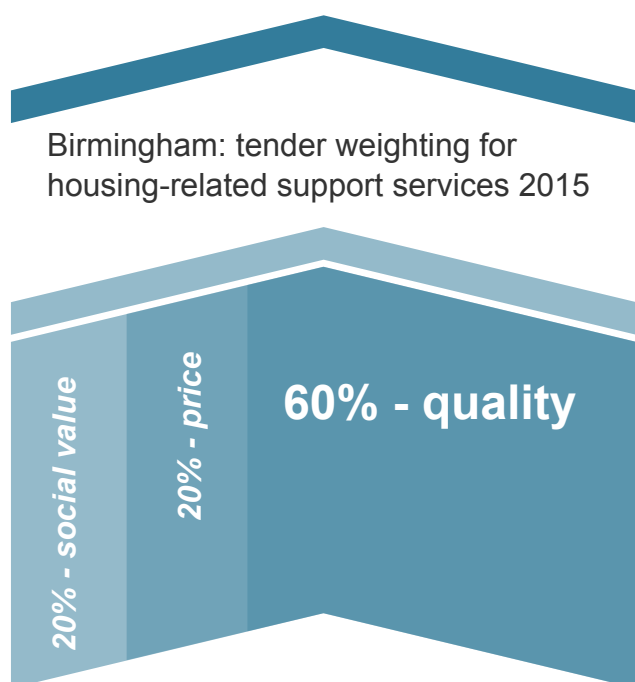 Birmingham: tender weighting for
housing-related support services 2015
20% - social value
20% - price
60% - quality